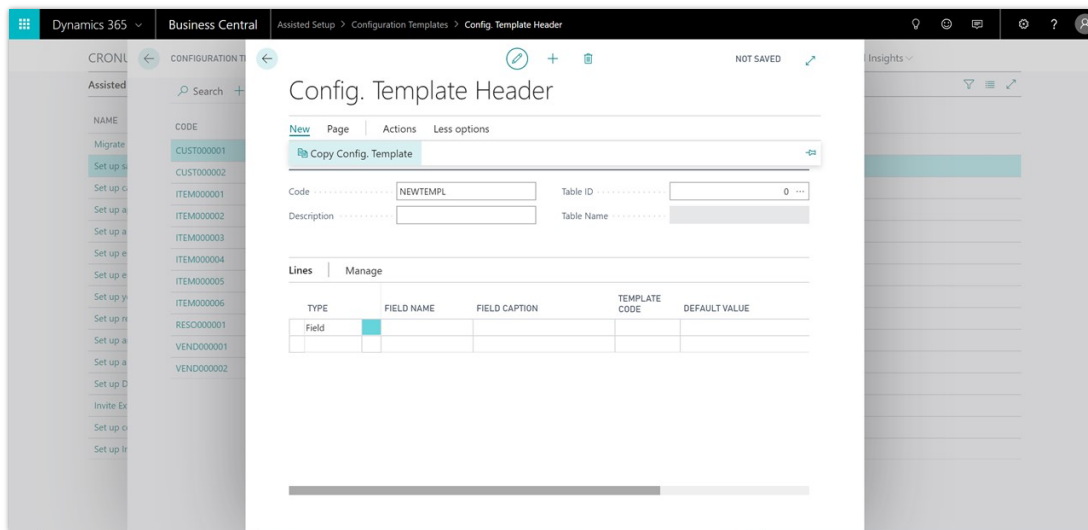 Dynamics 365 Business Central Assisted Setup > Configuration Templates > Config. Template Header ?
CRONU CONFIGURATION T NOT SAVED Insights
Assisted Search +
Config. Template Header
NAME
CODE
New Page Actions Less options
Migrate CUST000001 Copy Config. Template
Set up sa CUST000002
Set up c ITEM000001 Code NEWTEMPL Table ID 0 ...
Set up a ITEM000002 Description Table Name
Set up a ITEM000003
Set up e ITEM000004
Set up e ITEM000005 Lines Manage
Set up y ITEM000006 TYPE FIELD NAME FIELD CAPTION TEMPLATE CODE DEFAULT VALUE
Set up RESO000001 Field
Set up a VEND000001
Set up a VEND000002
Set up D
Invite Ex
Set up o
Set up In